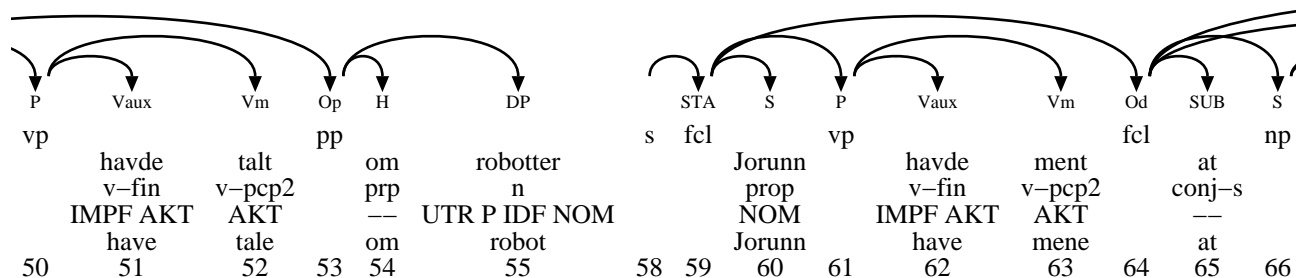 P Vaux Vm Op H DP STA S P Vaux Vm Od SUB S
vp pp s fcl vp fcl np
havde talt om robotter Jorunn havde ment at
v−fin v−pcp2 prp n prop v−fin v−pcp2 conj−s
IMPF AKT AKT −− UTR P IDF NOM NOM IMPF AKT AKT −−
have tale om robot Jorunn have mene at
50 51 52 53 54 55 58 59 60 61 62 63 64 65 66